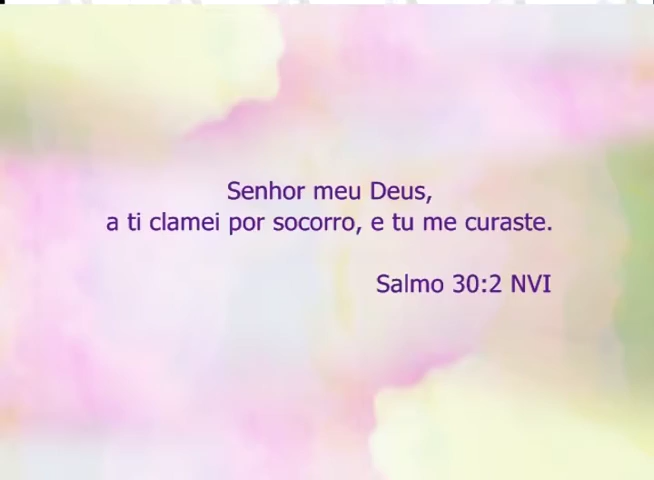 Senhor meu Deus,
a ti clamei por socorro, e tu me curaste.
Salmo 30:2 NVI